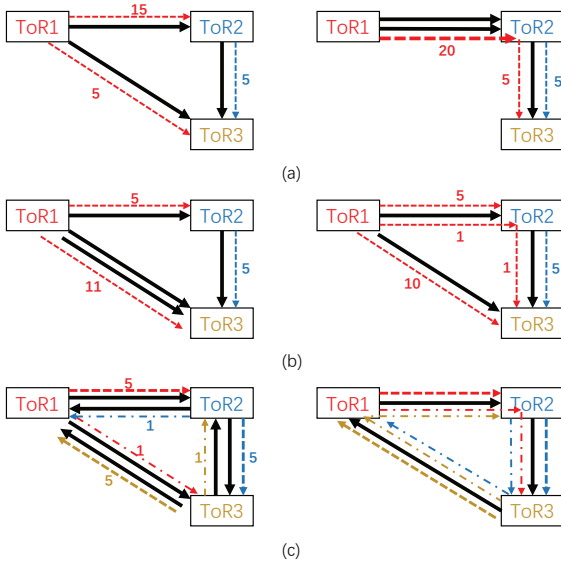 15
ToR1 ToR2 ToR1 ToR2
20
5 5 5 5
ToR3 ToR3
(a)
5 5
ToR1 ToR2 ToR1 ToR2
1
5 1 5
11 10
ToR3 ToR3
(b)
5
ToR1 ToR2 ToR1 ToR2
1
1 1 5
5
ToR3 ToR3
(c)